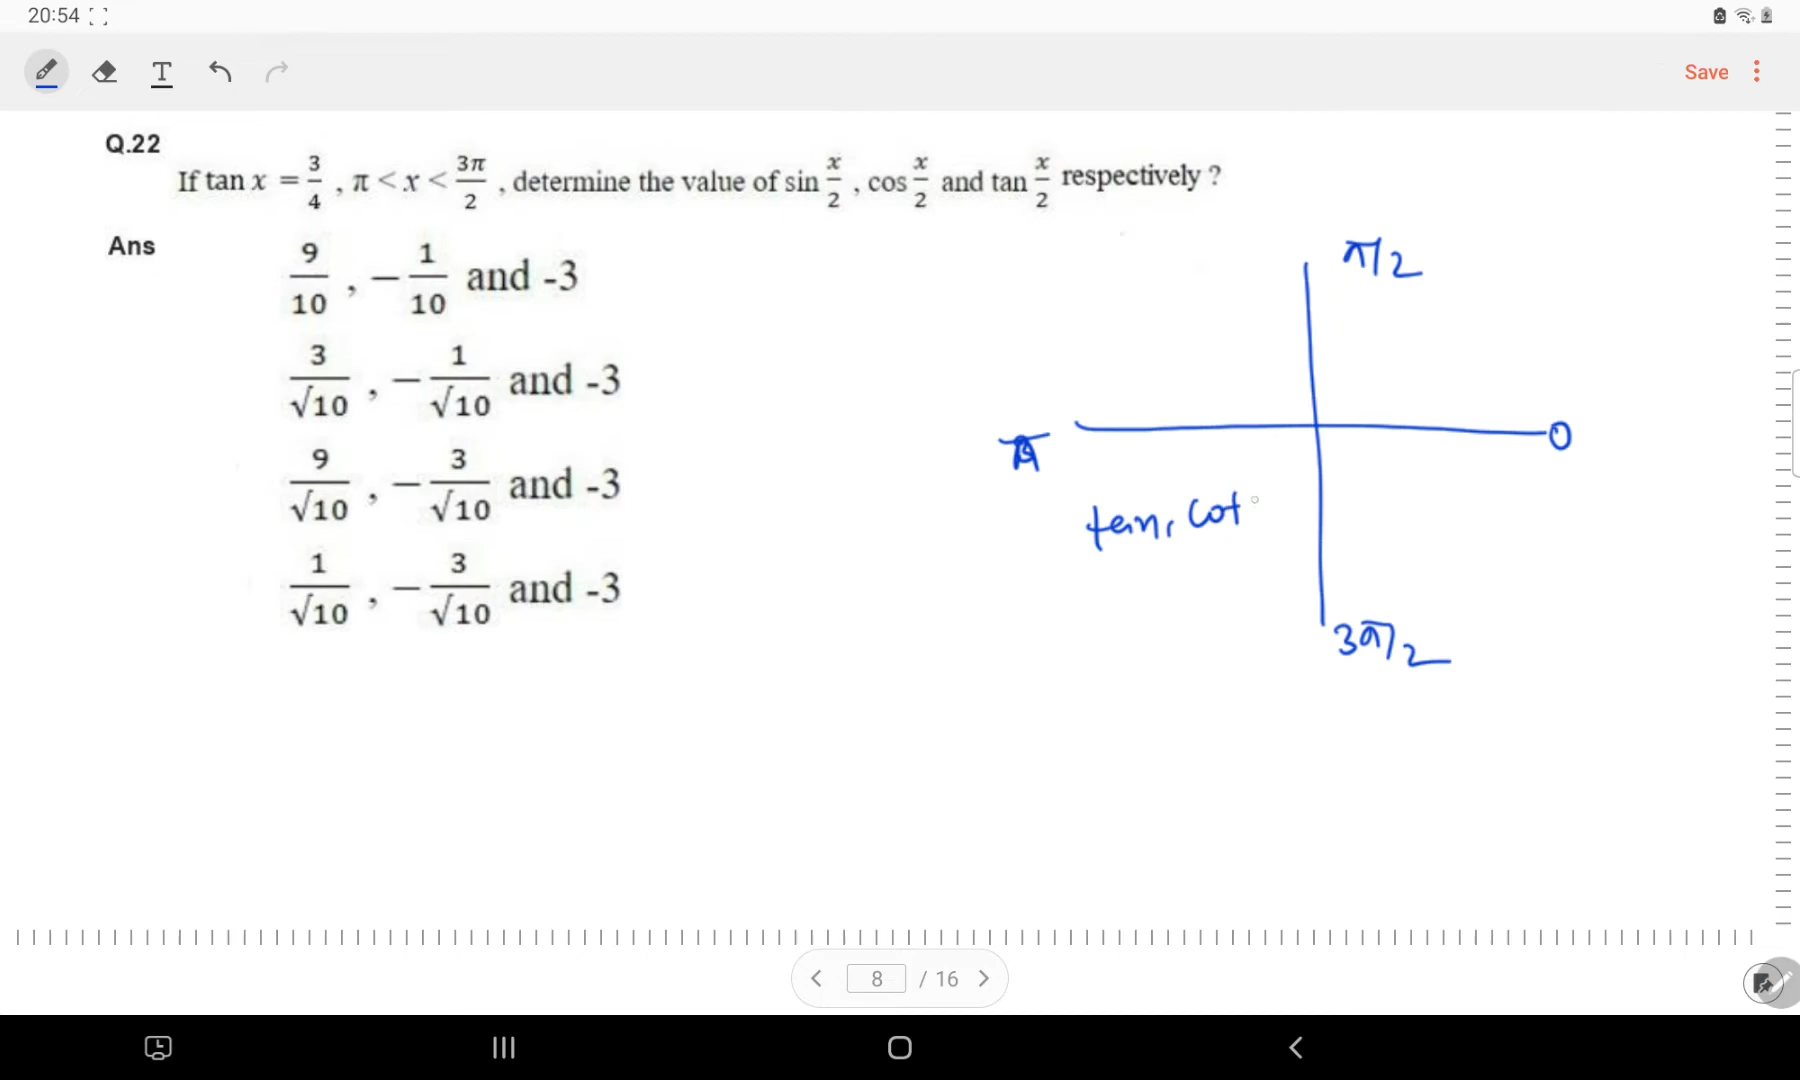 20:54
Save
Q.22
If tan x = 3/4 , π < x < 3π/2 , determine the value of sin x/2 , cos x/2 and tan x/2 respectively ?
Ans
9/10 , − 1/10 and -3
3/√10 , − 1/√10 and -3
9/√10 , − 3/√10 and -3
1/√10 , − 3/√10 and -3
π/2
π
0
tan, cot
3π/2
8 / 16